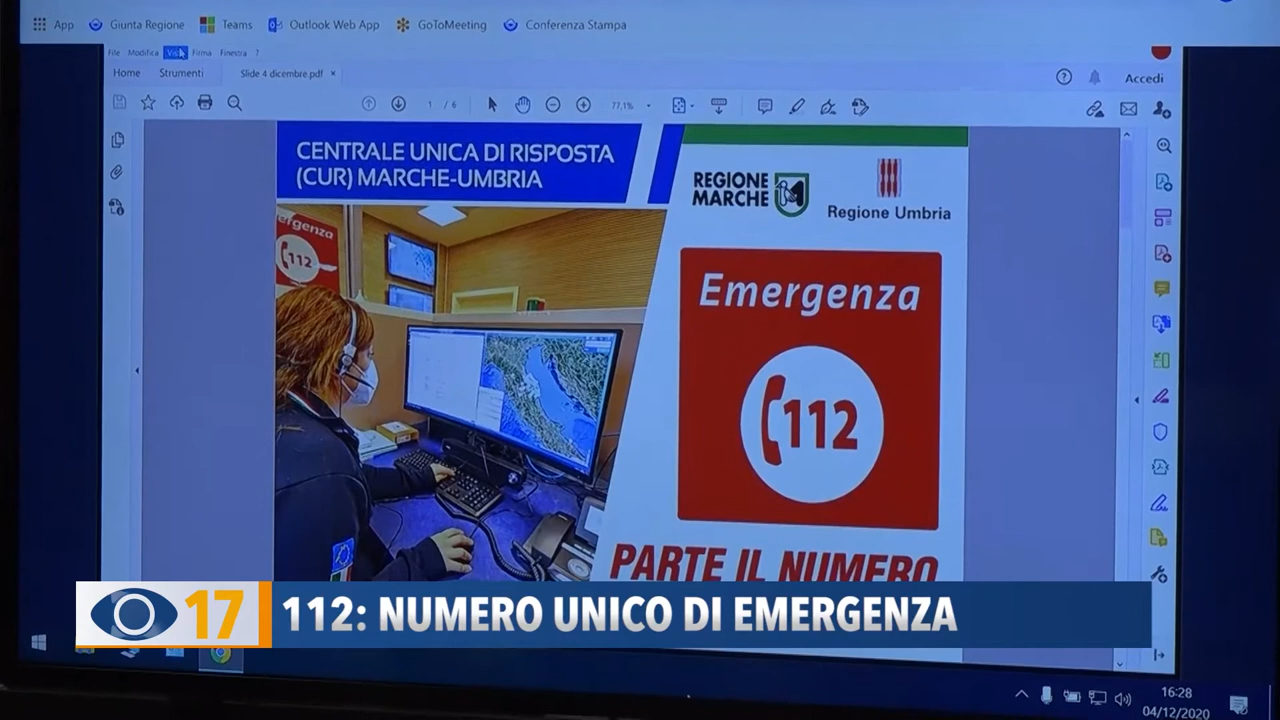 App Giunta Regione Teams Outlook Web App GoToMeeting Conferenza Stampa
File Modifica Vista Firma Finestra ?
Home Strumenti Slide 4 dicembre.pdf × Accedi
1 / 6 77,1%
CENTRALE UNICA DI RISPOSTA
(CUR) MARCHE-UMBRIA
REGIONE
MARCHE
Regione Umbria
ergenza
112
Emergenza
112
PARTE IL NUMERO
17 112: NUMERO UNICO DI EMERGENZA
16:28
04/12/2020